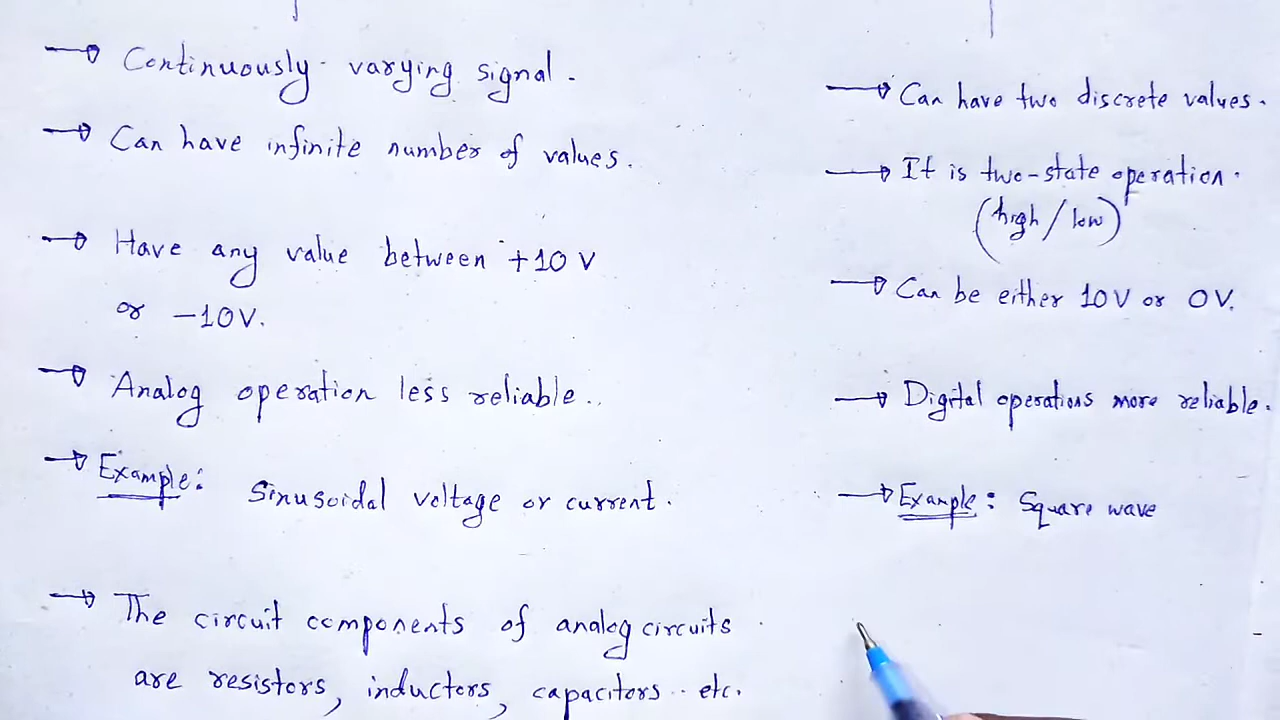 → Continuously varying signal.
→ Can have infinite number of values.
→ Have any value between +10 V
or -10V.
→ Analog operation less reliable..
→ Example: Sinusoidal voltage or current.
→ The circuit components of analog circuits
are resistors, inductors, capacitors.. etc.
→ Can have two discrete values.
→ It is two-state operation.
(high/low)
→ Can be either 10V or 0V.
→ Digital operations more reliable.
→ Example: Square wave